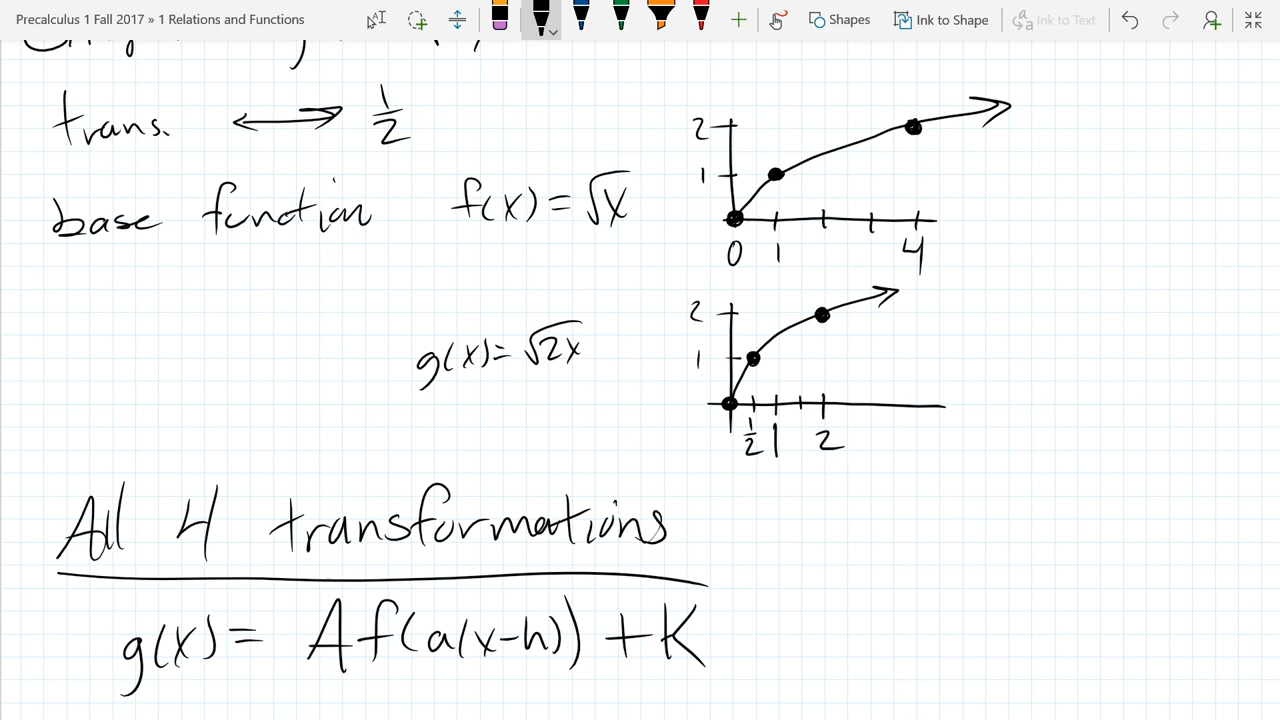 Precalculus 1 Fall 2017 » 1 Relations and Functions
Shapes
Ink to Shape
Ink to Text
trans. ⟷ 1/2
base function f(x) = √x
2
1
0 1 4
g(x) = √2x
2
1
1/2 1 2
All 4 transformations
g(x) = Af(a(x-h)) + K